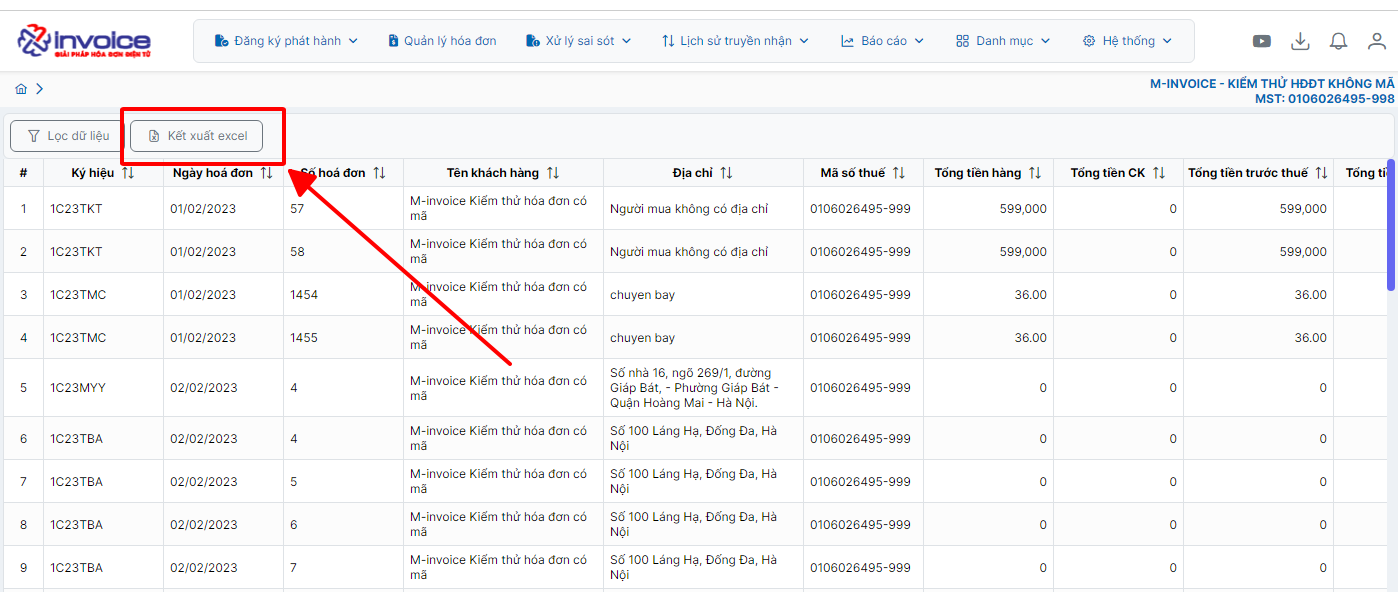 invoice
GIẢI PHÁP HÓA ĐƠN ĐIỆN TỬ
Đăng ký phát hành
Quản lý hóa đơn
Xử lý sai sót
Lịch sử truyền nhận
Báo cáo
Danh mục
Hệ thống
M-INVOICE - KIỂM THỬ HĐĐT KHÔNG MÃ
MST: 0106026495-998
Lọc dữ liệu
Kết xuất excel
# Ký hiệu Ngày hoá đơn Số hoá đơn Tên khách hàng Địa chỉ Mã số thuế Tổng tiền hàng Tổng tiền CK Tổng tiền trước thuế Tổng
1 1C23TKT 01/02/2023 57 M-invoice Kiểm thử hóa đơn có mã Người mua không có địa chỉ 0106026495-999 599,000 0 599,000
2 1C23TKT 01/02/2023 58 M-invoice Kiểm thử hóa đơn có mã Người mua không có địa chỉ 0106026495-999 599,000 0 599,000
3 1C23TMC 01/02/2023 1454 M-invoice Kiểm thử hóa đơn có mã chuyen bay 0106026495-999 36.00 0 36.00
4 1C23TMC 01/02/2023 1455 M-invoice Kiểm thử hóa đơn có mã chuyen bay 0106026495-999 36.00 0 36.00
5 1C23MYY 02/02/2023 4 M-invoice Kiểm thử hóa đơn có mã Số nhà 16, ngõ 269/1, đường Giáp Bát, - Phường Giáp Bát - Quận Hoàng Mai - Hà Nội. 0106026495-999 0 0 0
6 1C23TBA 02/02/2023 4 M-invoice Kiểm thử hóa đơn có mã Số 100 Láng Hạ, Đống Đa, Hà Nội 0106026495-999 0 0 0
7 1C23TBA 02/02/2023 5 M-invoice Kiểm thử hóa đơn có mã Số 100 Láng Hạ, Đống Đa, Hà Nội 0106026495-999 0 0 0
8 1C23TBA 02/02/2023 6 M-invoice Kiểm thử hóa đơn có mã Số 100 Láng Hạ, Đống Đa, Hà Nội 0106026495-999 0 0 0
9 1C23TBA 02/02/2023 7 M-invoice Kiểm thử hóa đơn có mã Số 100 Láng Hạ, Đống Đa, Hà Nội 0106026495-999 0 0 0